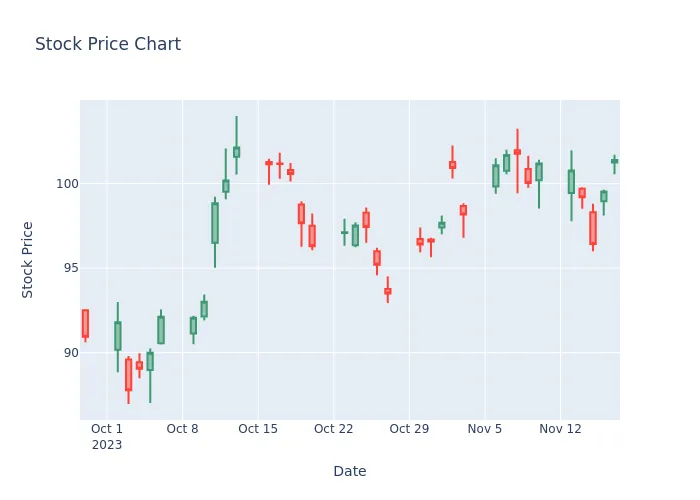 Stock Price Chart
Stock Price
100
95
90
Oct 1
2023
Oct 8
Oct 15
Oct 22
Oct 29
Nov 5
Nov 12
Date